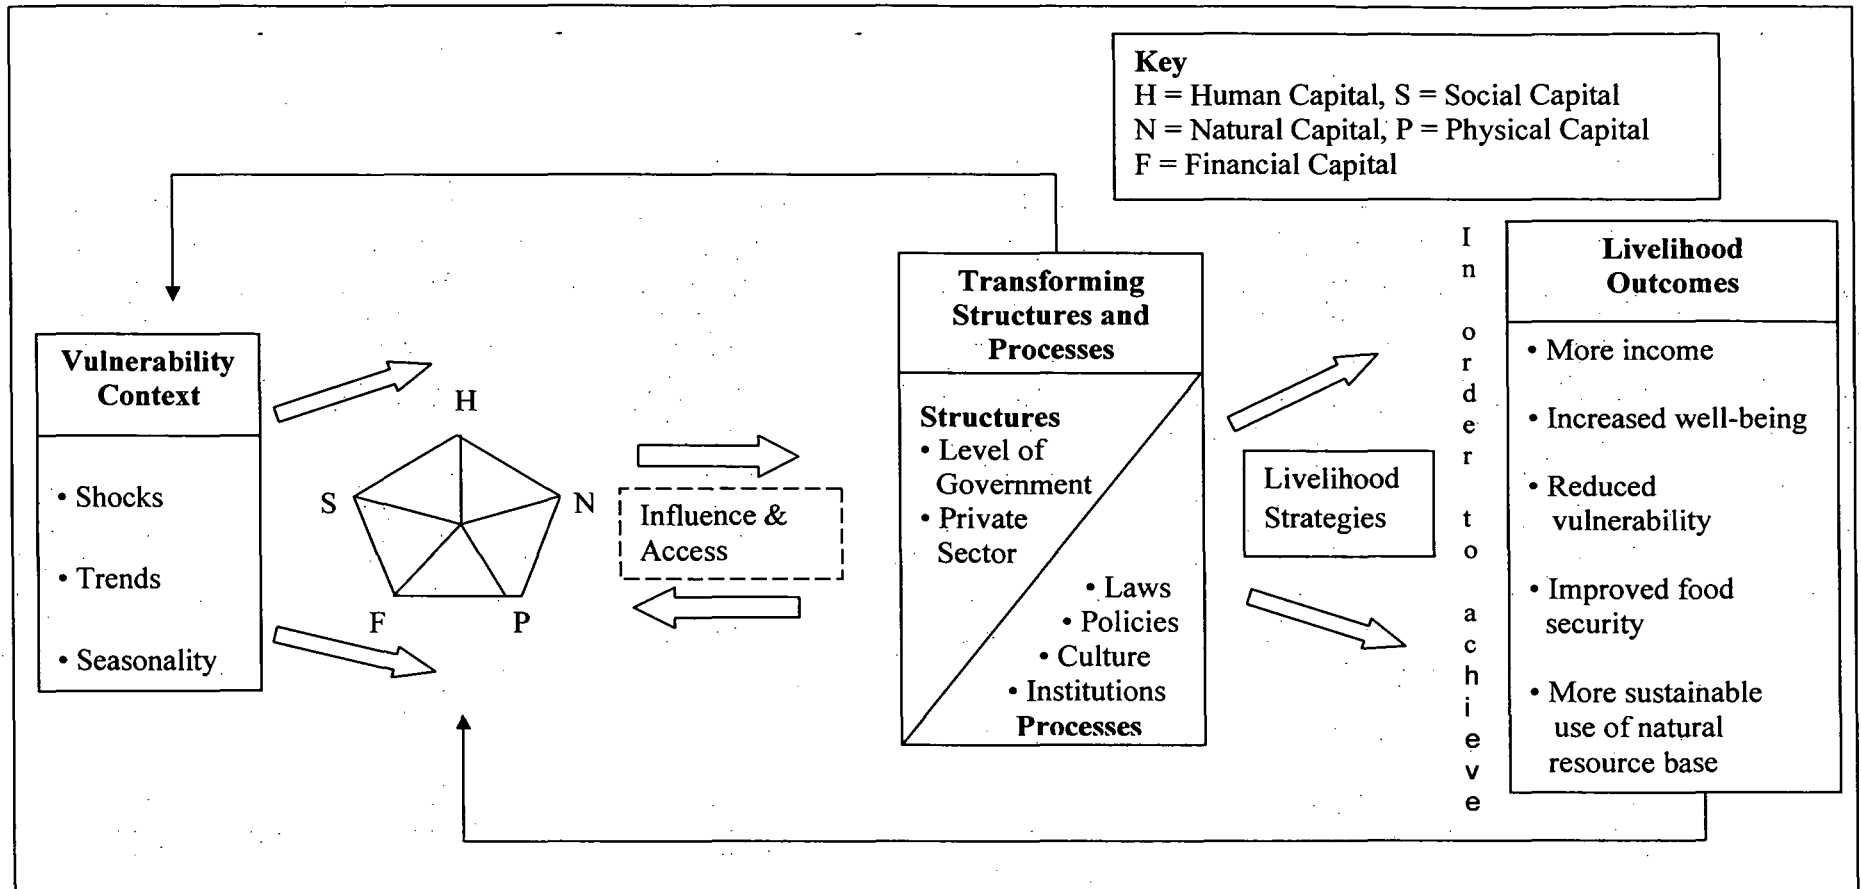 Key
H = Human Capital, S = Social Capital
N = Natural Capital, P = Physical Capital
F = Financial Capital
Vulnerability
Context
• Shocks
• Trends
• Seasonality
H
S
N
F
P
Influence &
Access
Transforming
Structures and
Processes
Structures
• Level of
Government
• Private
Sector
• Laws
• Policies
• Culture
• Institutions
Processes
Livelihood
Strategies
In order to achieve
Livelihood
Outcomes
• More income
• Increased well-being
• Reduced
vulnerability
• Improved food
security
• More sustainable
use of natural
resource base